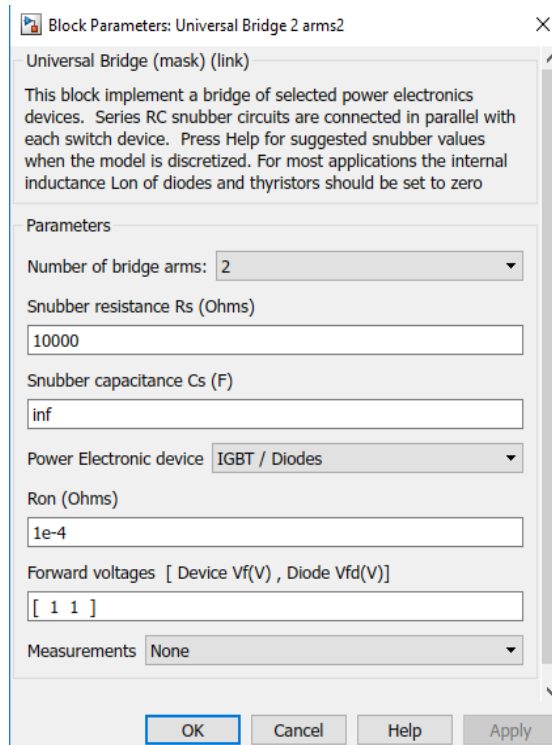 Block Parameters: Universal Bridge 2 arms2
Universal Bridge (mask) (link)
This block implement a bridge of selected power electronics
devices.  Series RC snubber circuits are connected in parallel with
each switch device.  Press Help for suggested snubber values
when the model is discretized. For most applications the internal
inductance Lon of diodes and thyristors should be set to zero
Parameters
Number of bridge arms: 2
Snubber resistance Rs (Ohms)
10000
Snubber capacitance Cs (F)
inf
Power Electronic device IGBT / Diodes
Ron (Ohms)
1e-4
Forward voltages  [ Device Vf(V) , Diode Vfd(V)]
[ 1 1 ]
Measurements None
OK Cancel Help Apply